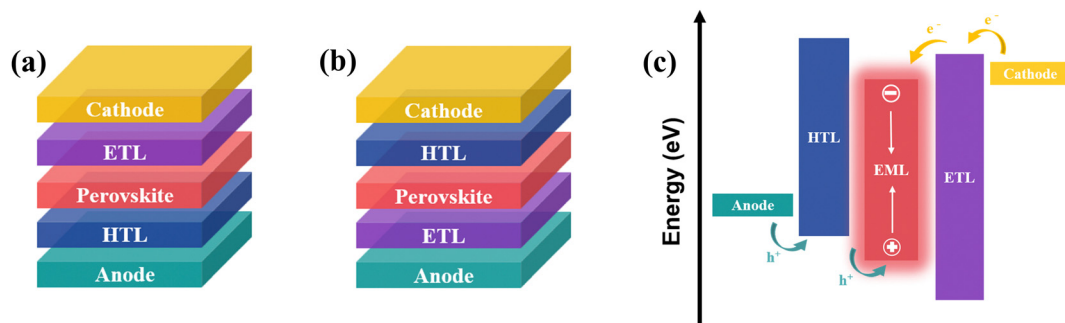 (a)
Cathode
ETL
Perovskite
HTL
Anode
(b)
Cathode
HTL
Perovskite
ETL
Anode
(c)
Energy (eV)
e⁻
e⁻
Cathode
HTL
EML
ETL
Anode
h⁺
h⁺